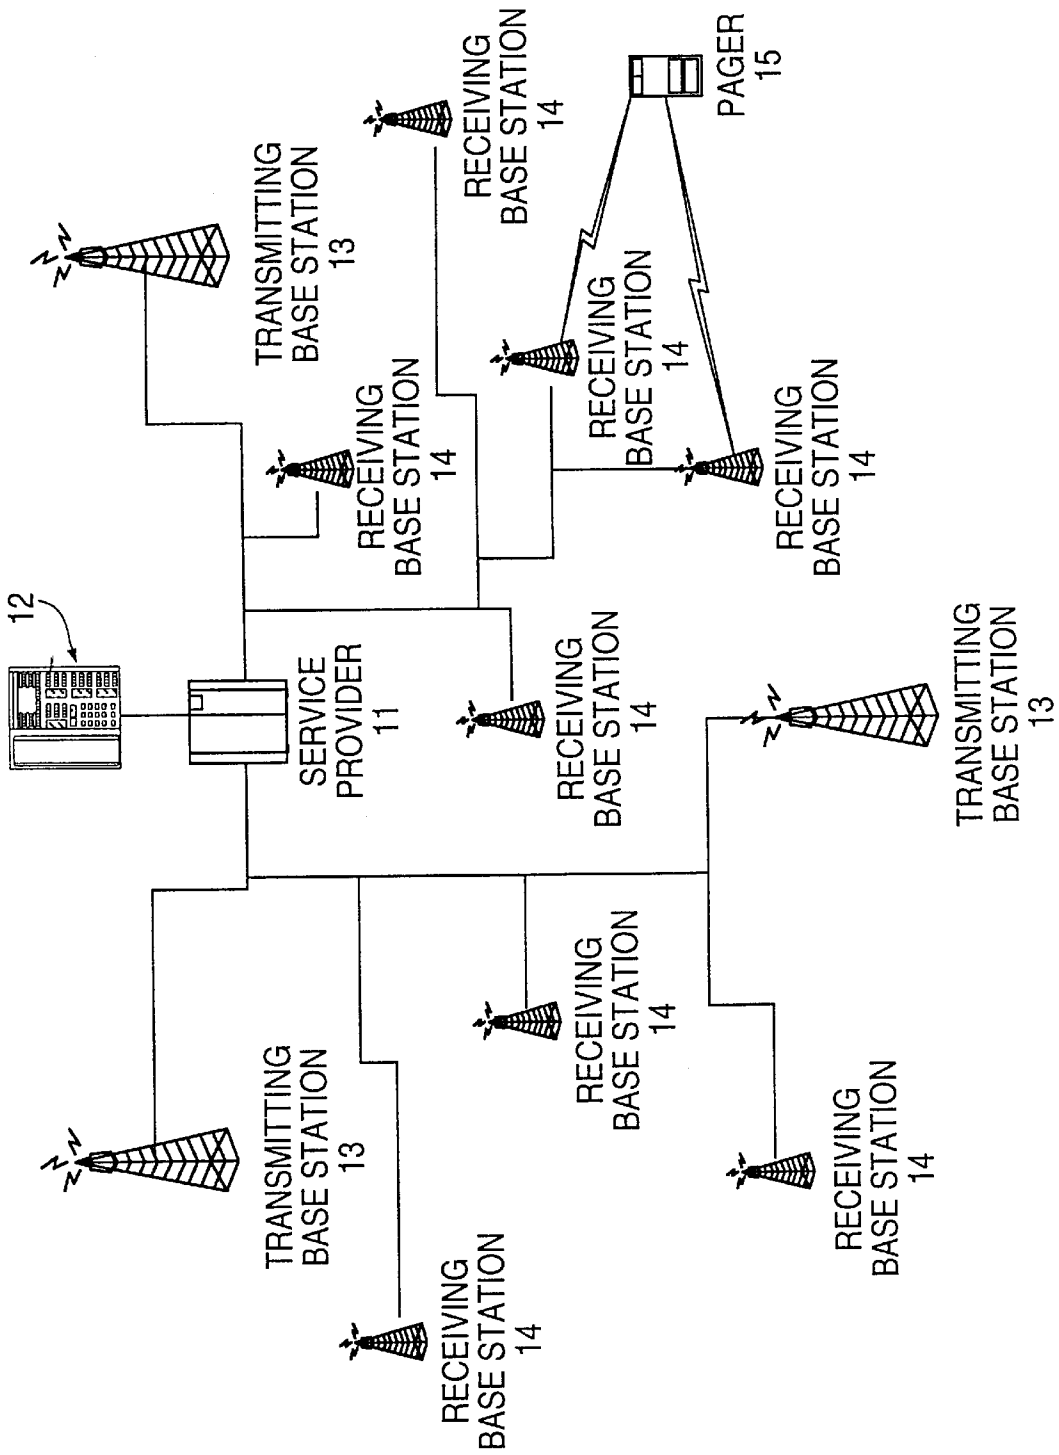 12
SERVICE
PROVIDER
11
TRANSMITTING
BASE STATION
13
TRANSMITTING
BASE STATION
13
RECEIVING
BASE STATION
14
RECEIVING
BASE STATION
14
RECEIVING
BASE STATION
14
RECEIVING
BASE STATION
14
RECEIVING
BASE STATION
14
RECEIVING
BASE STATION
14
RECEIVING
BASE STATION
14
PAGER
15
RECEIVING
BASE STATION
14
TRANSMITTING
BASE STATION
13